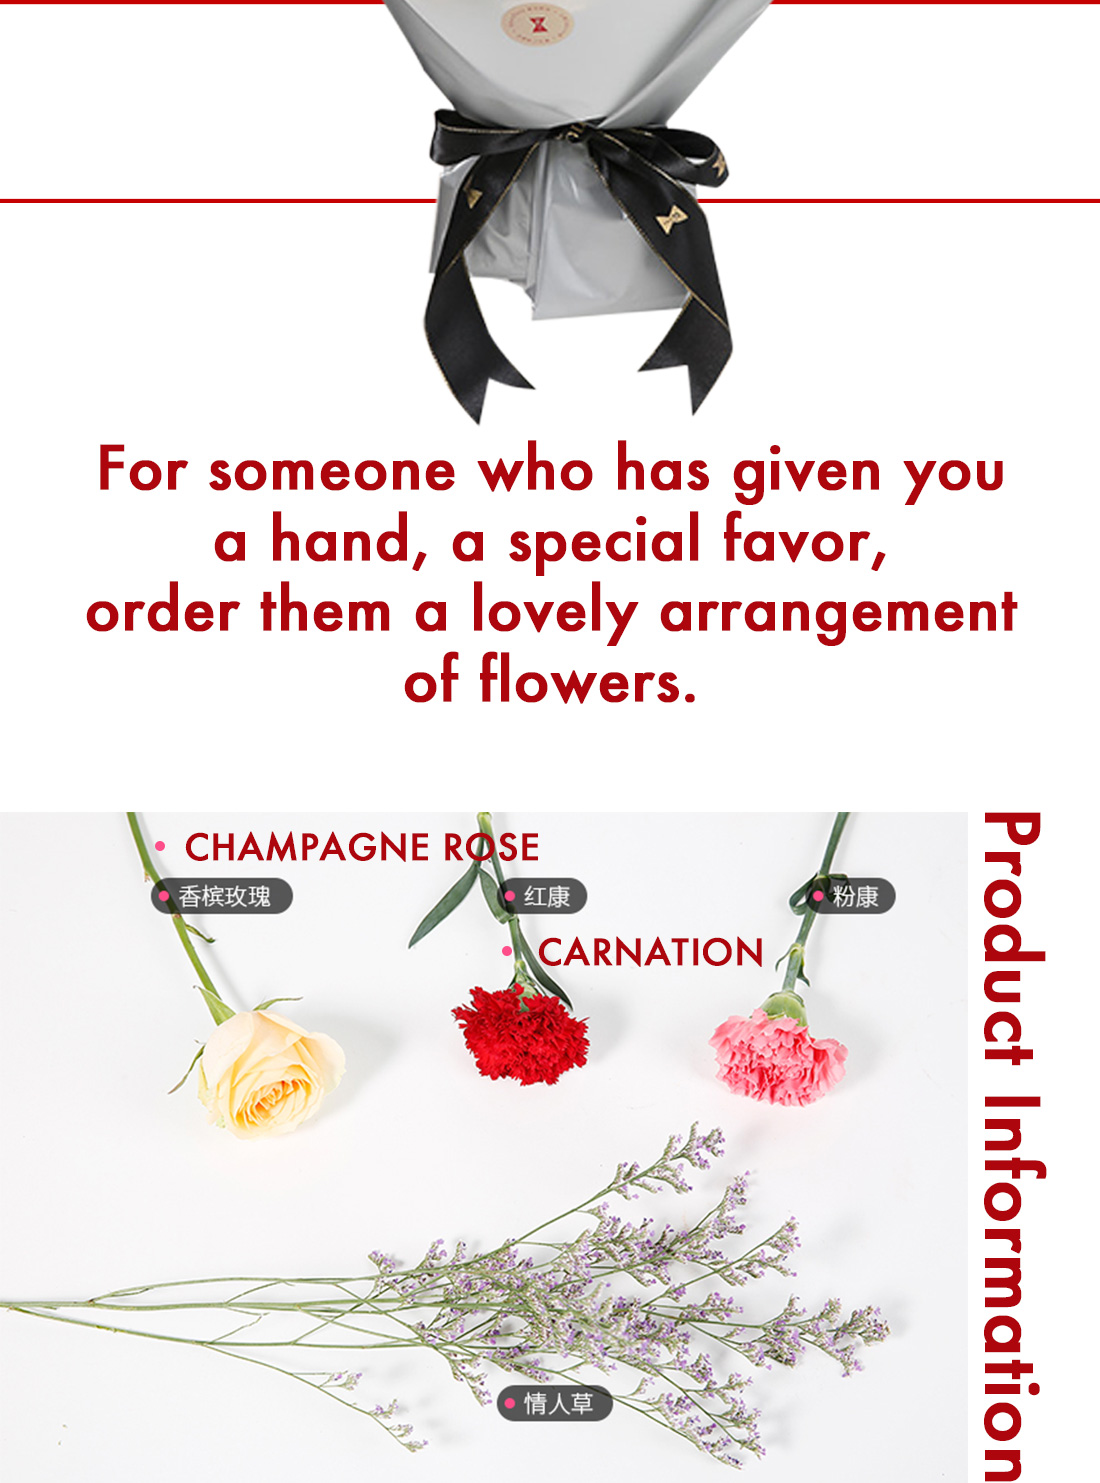 For someone who has given you
a hand, a special favor,
order them a lovely arrangement
of flowers.
CHAMPAGNE ROSE
香槟玫瑰
红康
粉康
CARNATION
情人草
Product Information